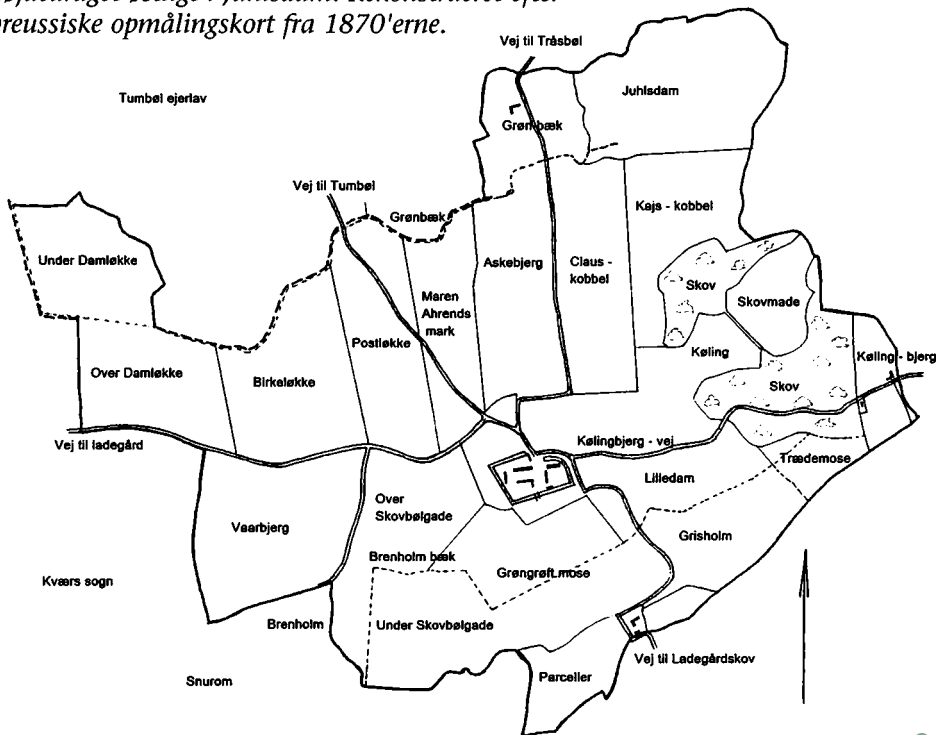 preussiske opmålingskort fra 1870'erne.
Vej til Tråsbøl
Tumbøl ejerlav
Juhlsdam
Grønbæk
Vej til Tumbøl
Grønbæk
Kajs - kobbel
Under Damløkke
Askebjerg
Claus -
kobbel
Skov
Skovmade
Maren
Ahrends
mark
Postløkke
Køling
Køling - bjerg
Over Damløkke
Birkeløkke
Skov
Vej til ladegård
Kølingbjerg - vej
Trædemose
Lilledam
Over
Skovbølgade
Vaarbjerg
Grisholm
Brenholm bæk
Grøngrøft mose
Kværs sogn
Brenholm
Under Skovbølgade
Vej til Ladegårdskov
Snurom
Parceller